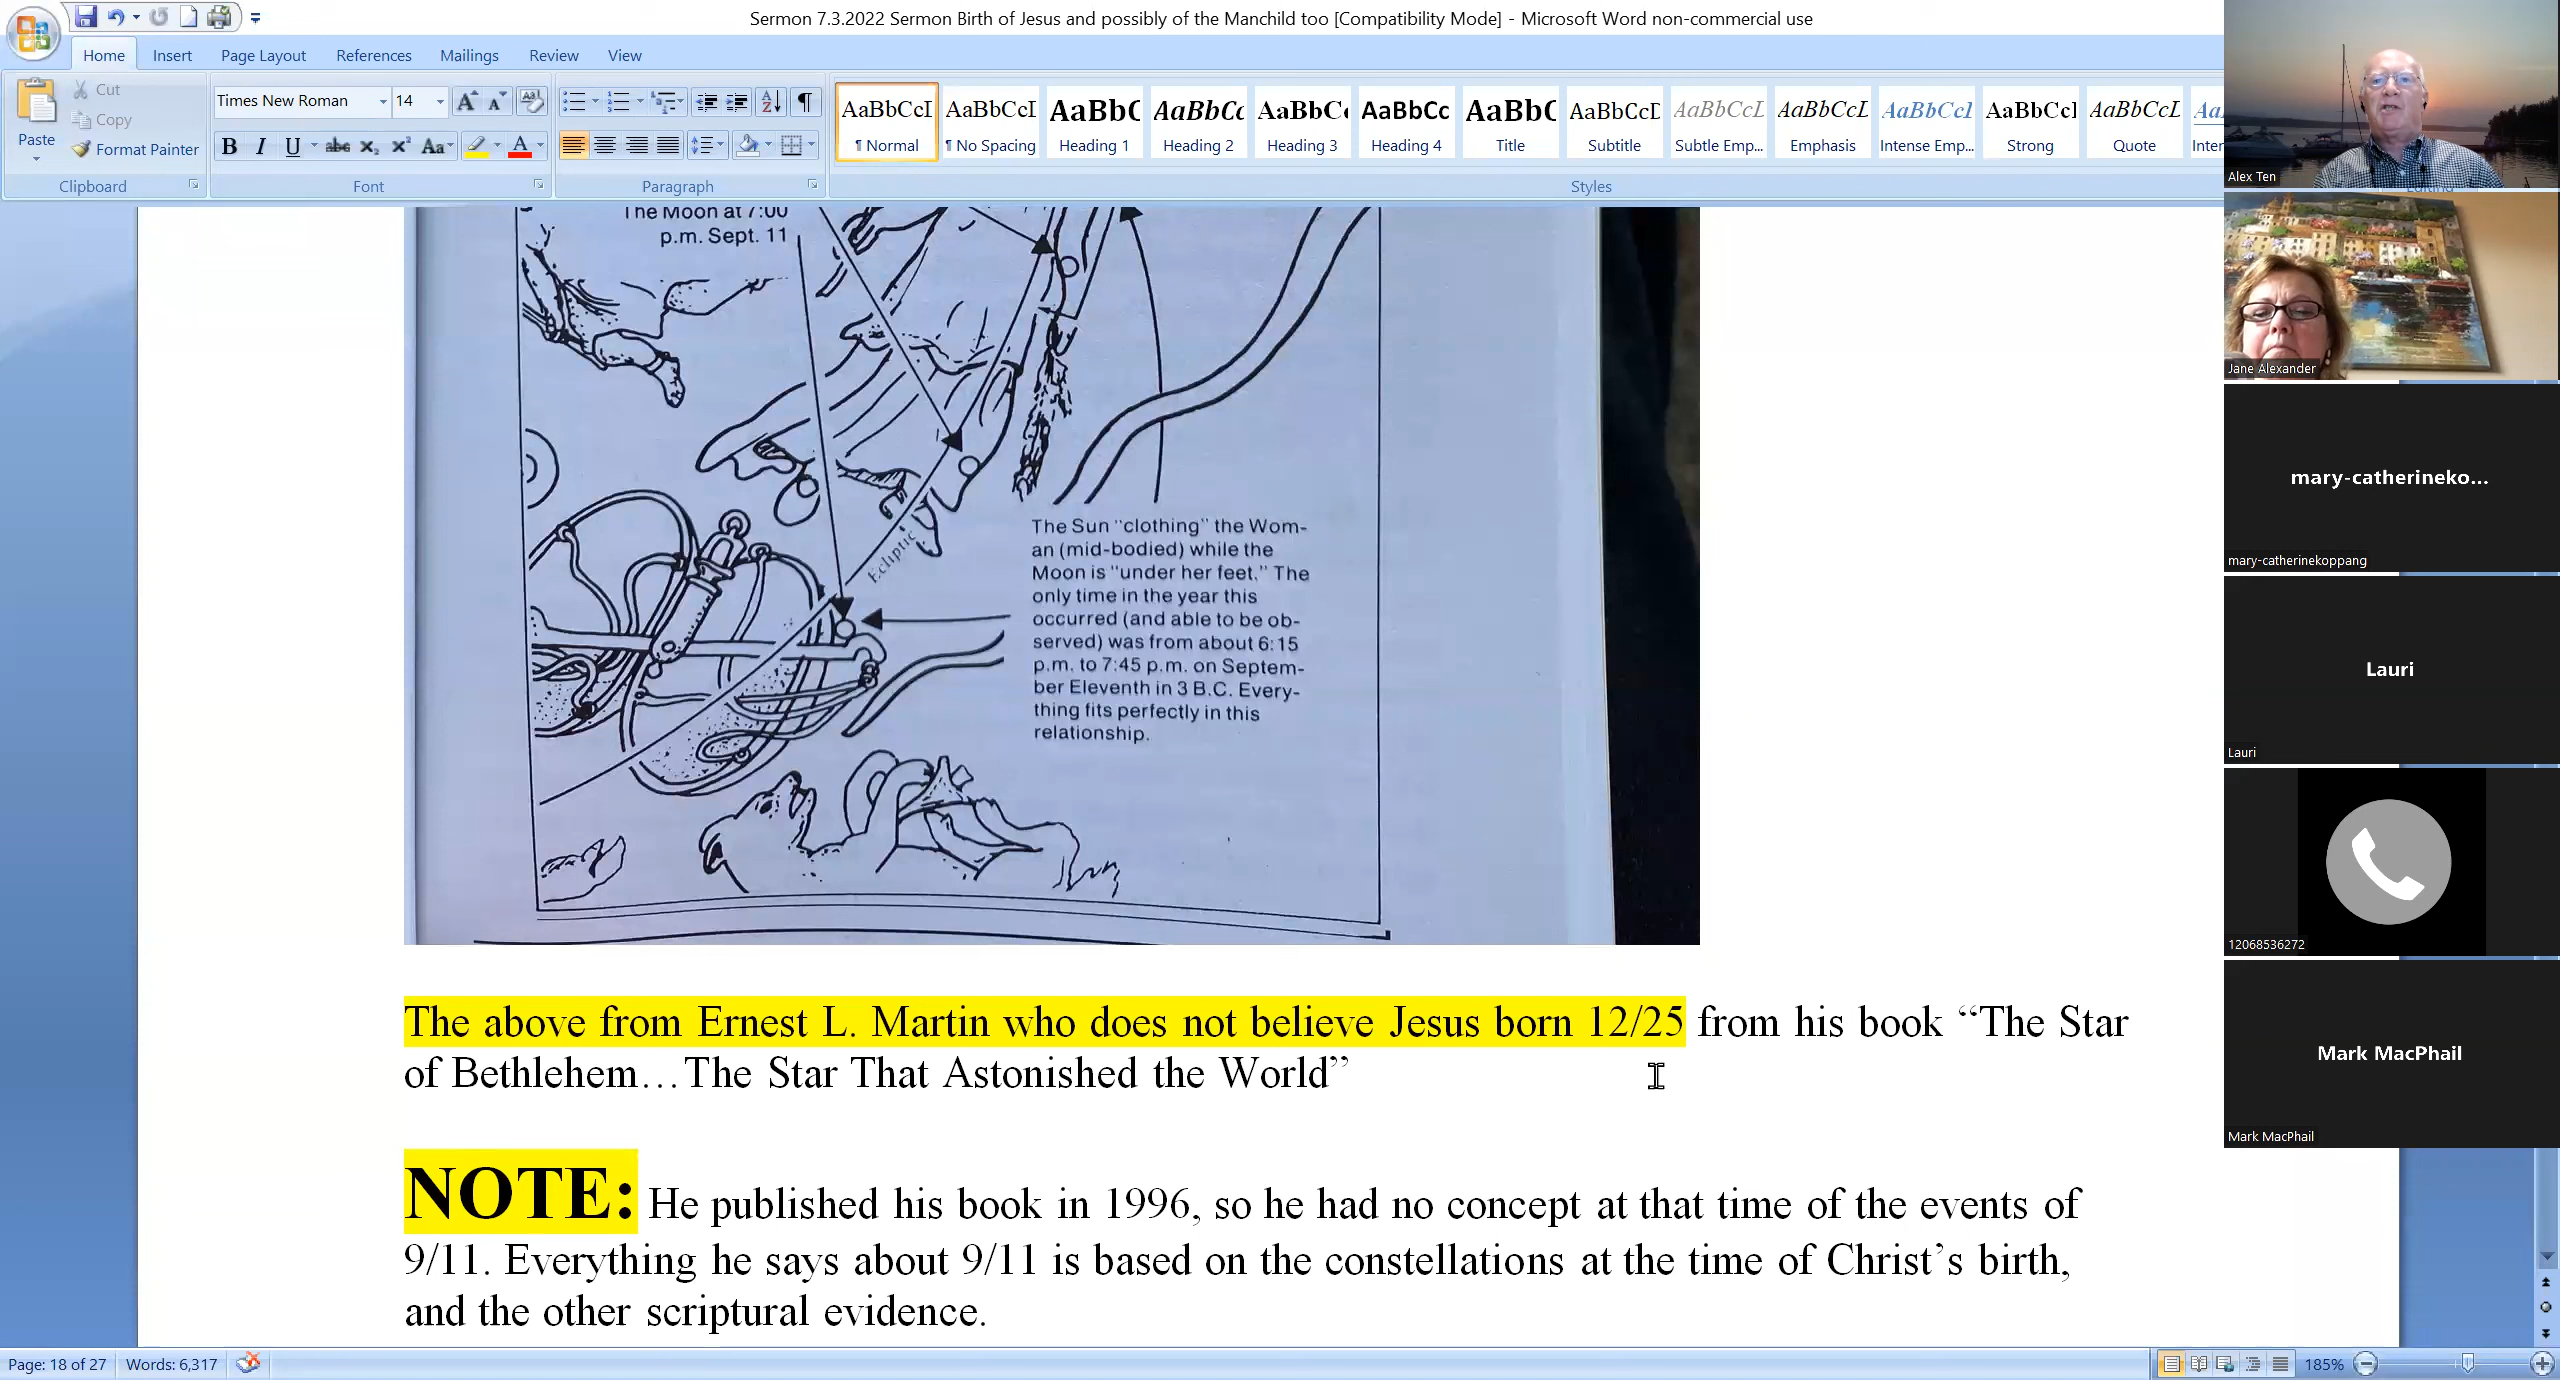 Sermon 7.3.2022 Sermon Birth of Jesus and possibly of the Manchild too [Compatibility Mode] - Microsoft Word non-commercial use
Home Insert Page Layout References Mailings Review View
Paste
Cut
Copy
Format Painter
Clipboard
Times New Roman 14
Font
Paragraph
AaBbCcD AaBbCcI AaBbC AaBbCc AaBbCc AaBbCc AaBbC AaBbCcD AaBbCcL AaBbCcL AaBbCcI AaBbCcI AaBbCcL
¶ Normal ¶ No Spacing Heading 1 Heading 2 Heading 3 Heading 4 Title Subtitle Subtle Emp... Emphasis Intense Emp... Strong Quote
Styles
The Moon at 7:00
p.m. Sept. 11
Ecliptic
The Sun "clothing" the Wom-
an (mid-bodied) while the
Moon is "under her feet." The
only time in the year this
occurred (and able to be ob-
served) was from about 6:15
p.m. to 7:45 p.m. on Septem-
ber Eleventh in 3 B.C. Every-
thing fits perfectly in this
relationship.
The above from Ernest L. Martin who does not believe Jesus born 12/25 from his book “The Star
of Bethlehem…The Star That Astonished the World”
NOTE: He published his book in 1996, so he had no concept at that time of the events of
9/11. Everything he says about 9/11 is based on the constellations at the time of Christ’s birth,
and the other scriptural evidence.
Page: 18 of 27 Words: 6,317
185%
Alex Ten
Jane Alexander
mary-catherineko...
mary-catherinekoppang
Lauri
Lauri
12068536272
Mark MacPhail
Mark MacPhail